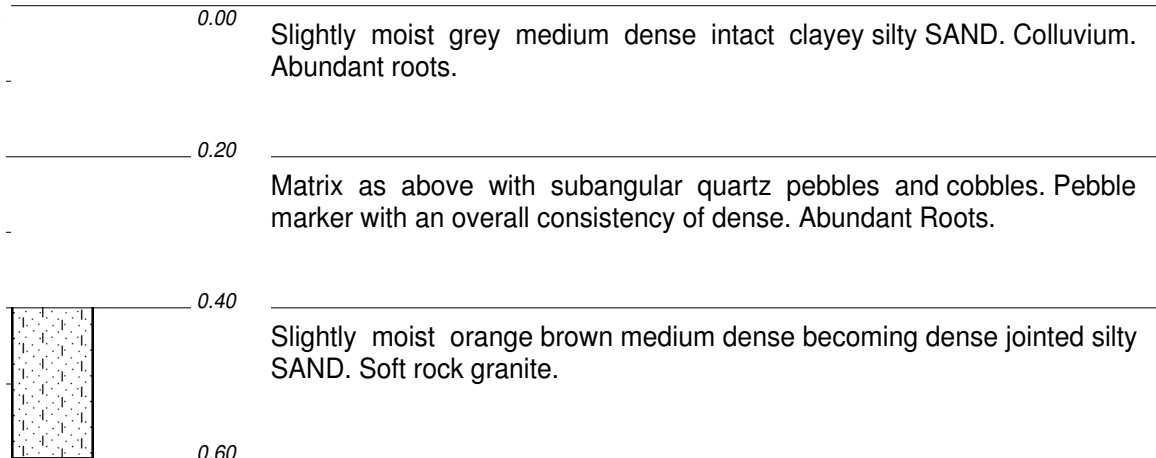 0.00
Slightly moist grey medium dense intact clayey silty SAND. Colluvium.
Abundant roots.
0.20
Matrix as above with subangular quartz pebbles and cobbles. Pebble
marker with an overall consistency of dense. Abundant Roots.
0.40
Slightly moist orange brown medium dense becoming dense jointed silty
SAND. Soft rock granite.
0.60